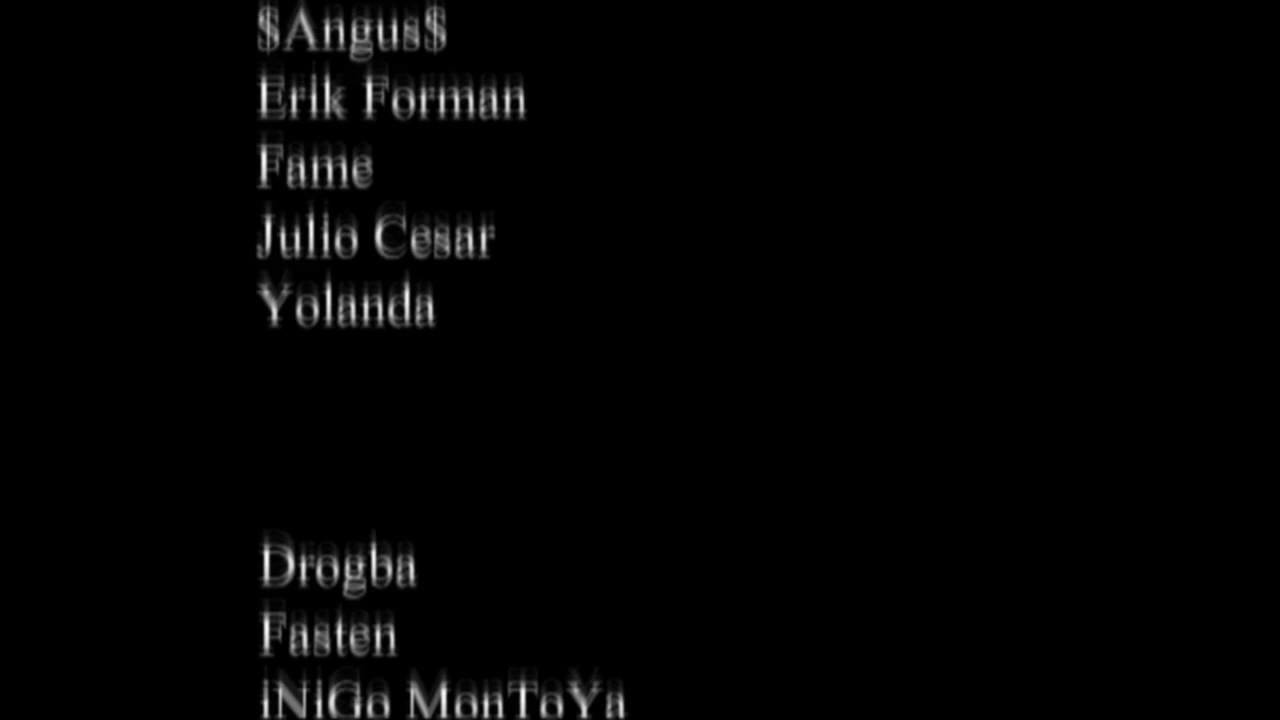 $Angus$
Erik Forman
Fame
Julio Cesar
Yolanda
Drogba
Fasten
iNiGo MonToYa